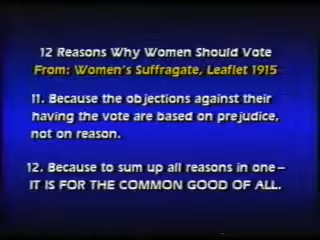 12 Reasons Why Women Should Vote
From: Women's Suffragate, Leaflet 1915
11. Because the objections against their
having the vote are based on prejudice,
not on reason.
12. Because to sum up all reasons in one–
IT IS FOR THE COMMON GOOD OF ALL.